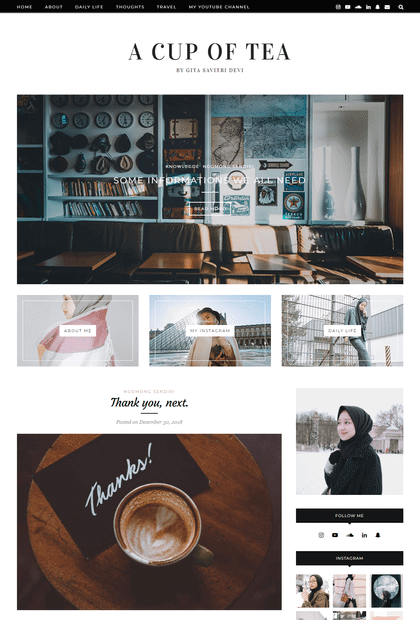 HOME ABOUT DAILY LIFE THOUGHTS TRAVEL MY YOUTUBE CHANNEL
A CUP OF TEA
BY GITA SAVITRI DEVI
KNOWLEDGE NGOMONG SENDIRI
SOME INFORMATIONS WE ALL NEED
READ NOW
ABOUT ME
MY INSTAGRAM
DAILY LIFE
NGOMONG SENDIRI
Thank you, next.
Posted on December 30, 2018
Thanks!
FOLLOW ME
INSTAGRAM